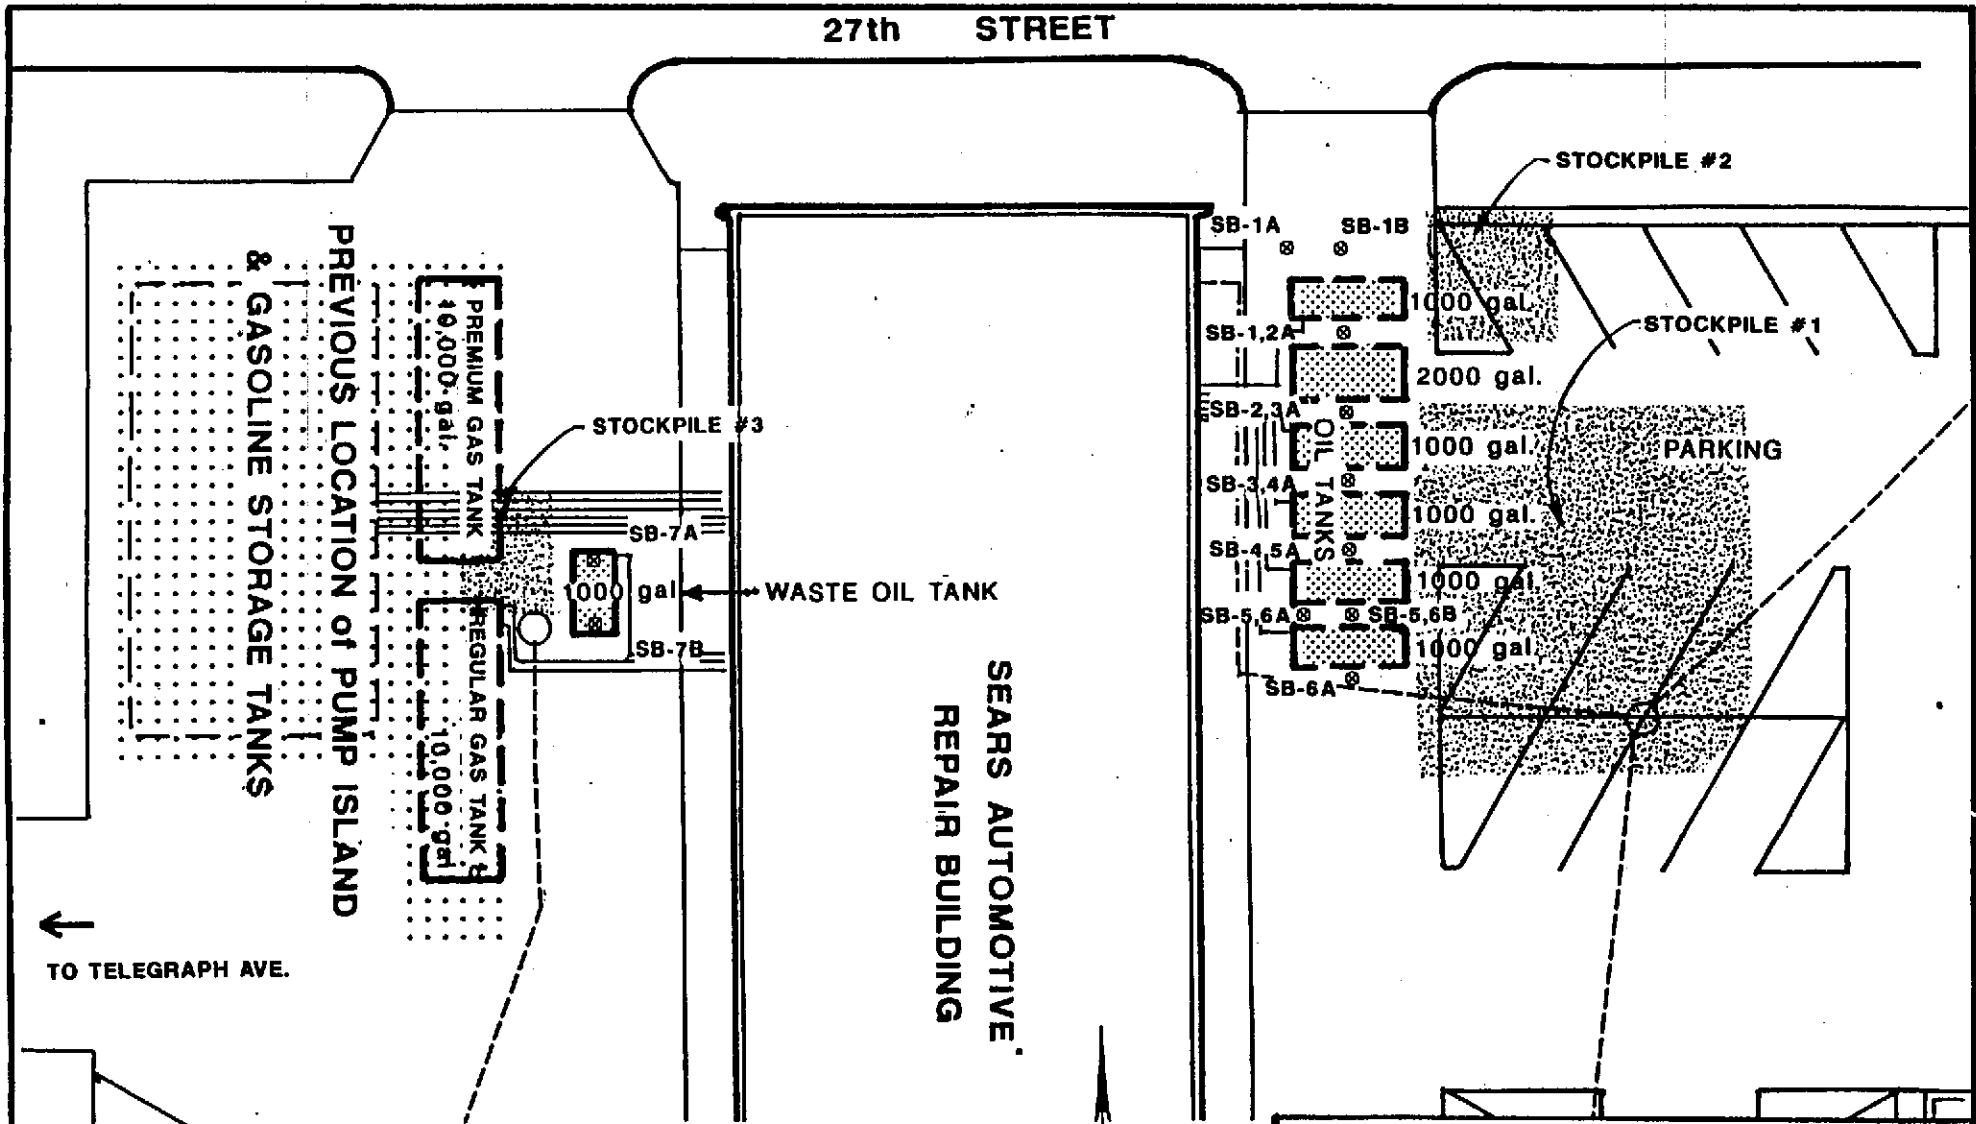 27th STREET
STOCKPILE #2
SB-1A
SB-1B
1000 gal.
STOCKPILE #1
SB-1,2A
2000 gal.
SB-2,3A
1000 gal.
PARKING
OIL TANKS
SB-3,4A
1000 gal.
SB-4,5A
1000 gal.
SB-5,6A
SB-5,6B
1000 gal.
SB-6A
PREVIOUS LOCATION of PUMP ISLAND
& GASOLINE STORAGE TANKS
PREMIUM GAS TANK
10,000 gal.
STOCKPILE #3
SB-7A
1000 gal
WASTE OIL TANK
SB-7B
REGULAR GAS TANK
10,000 gal
SEARS AUTOMOTIVE
REPAIR BUILDING
TO TELEGRAPH AVE.